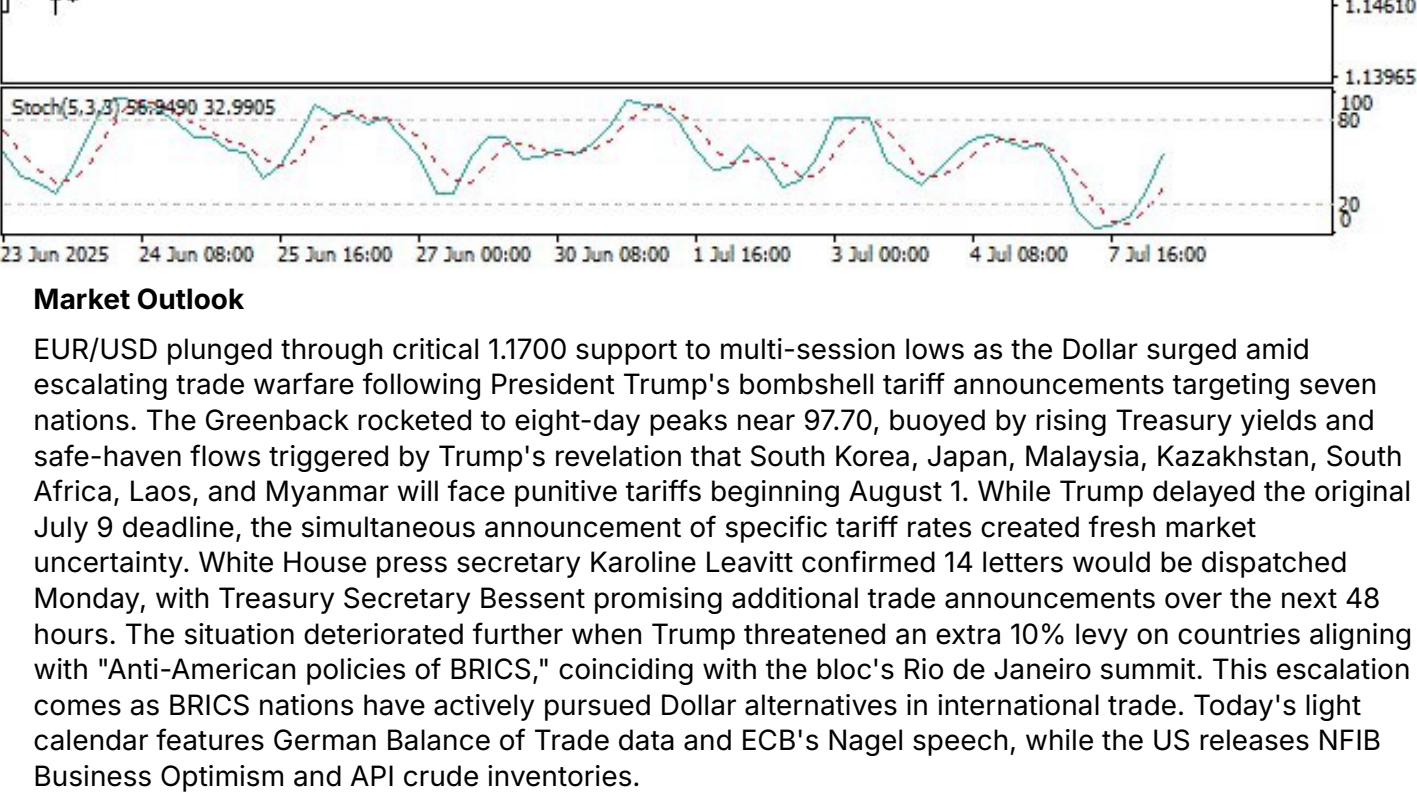 1.14610
1.13965
Stoch(5,3,3) 56.9490 32.9905
100
80
20
0
23 Jun 2025 24 Jun 08:00 25 Jun 16:00 27 Jun 00:00 30 Jun 08:00 1 Jul 16:00 3 Jul 00:00 4 Jul 08:00 7 Jul 16:00
Market Outlook
EUR/USD plunged through critical 1.1700 support to multi-session lows as the Dollar surged amid
escalating trade warfare following President Trump's bombshell tariff announcements targeting seven
nations. The Greenback rocketed to eight-day peaks near 97.70, buoyed by rising Treasury yields and
safe-haven flows triggered by Trump's revelation that South Korea, Japan, Malaysia, Kazakhstan, South
Africa, Laos, and Myanmar will face punitive tariffs beginning August 1. While Trump delayed the original
July 9 deadline, the simultaneous announcement of specific tariff rates created fresh market
uncertainty. White House press secretary Karoline Leavitt confirmed 14 letters would be dispatched
Monday, with Treasury Secretary Bessent promising additional trade announcements over the next 48
hours. The situation deteriorated further when Trump threatened an extra 10% levy on countries aligning
with "Anti-American policies of BRICS," coinciding with the bloc's Rio de Janeiro summit. This escalation
comes as BRICS nations have actively pursued Dollar alternatives in international trade. Today's light
calendar features German Balance of Trade data and ECB's Nagel speech, while the US releases NFIB
Business Optimism and API crude inventories.